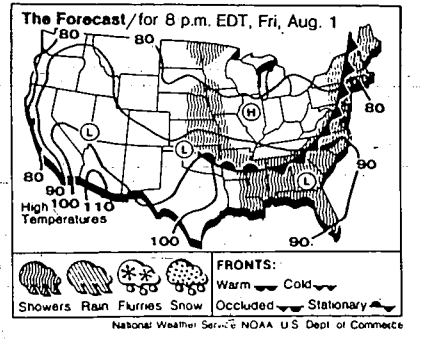 The Forecast/for 8 p.m. EDT, Fri, Aug. 1
80
80
H
L
L
80
90
L
80
90
High 100 110
Temperatures
100
90
FRONTS:
Warm Cold
Showers Rain Flurries Snow
Occluded Stationary
National Weather Service NOAA U S Dept of Commerce